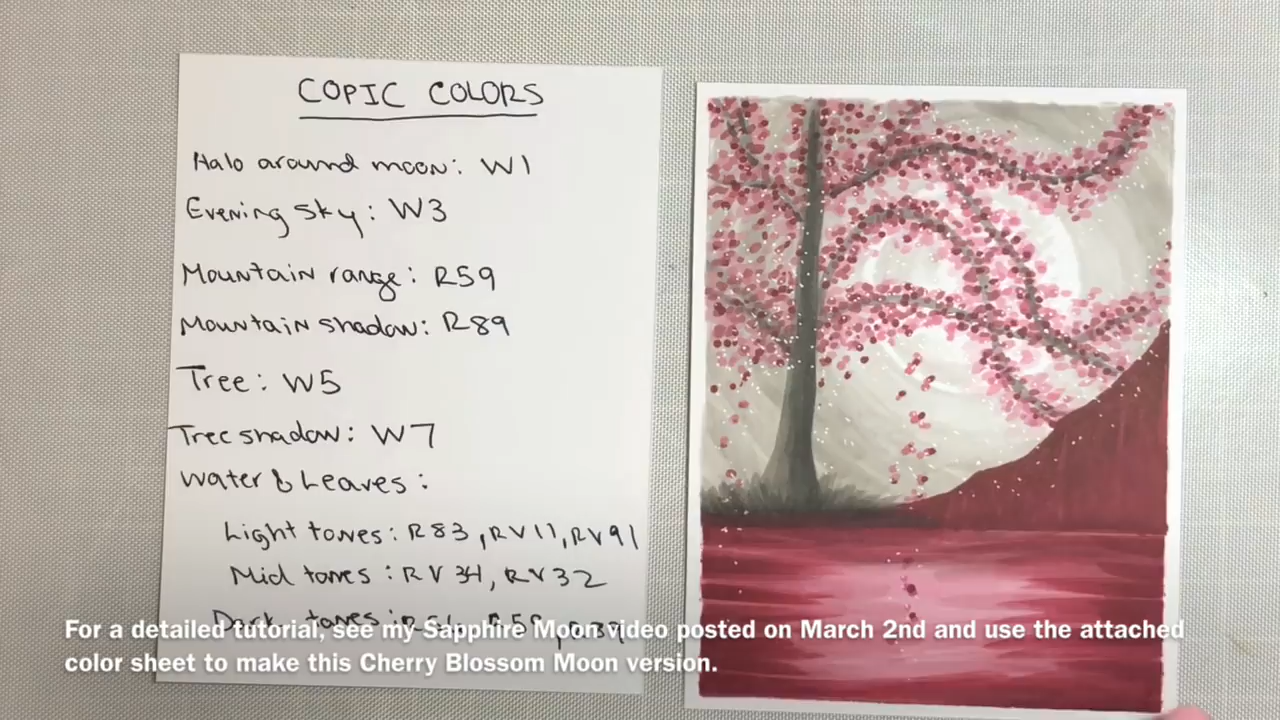 COPIC COLORS
Halo around moon: W1
Evening Sky: W3
Mountain range: R59
Mountain shadow: R89
Tree: W5
Tree shadow: W7
Water & Leaves:
Light tones: R83, RV11, RV91
Mid tones: RV34, RV32
Dark tones:
For a detailed tutorial, see my Sapphire Moon video posted on March 2nd and use the attached
color sheet to make this Cherry Blossom Moon version.